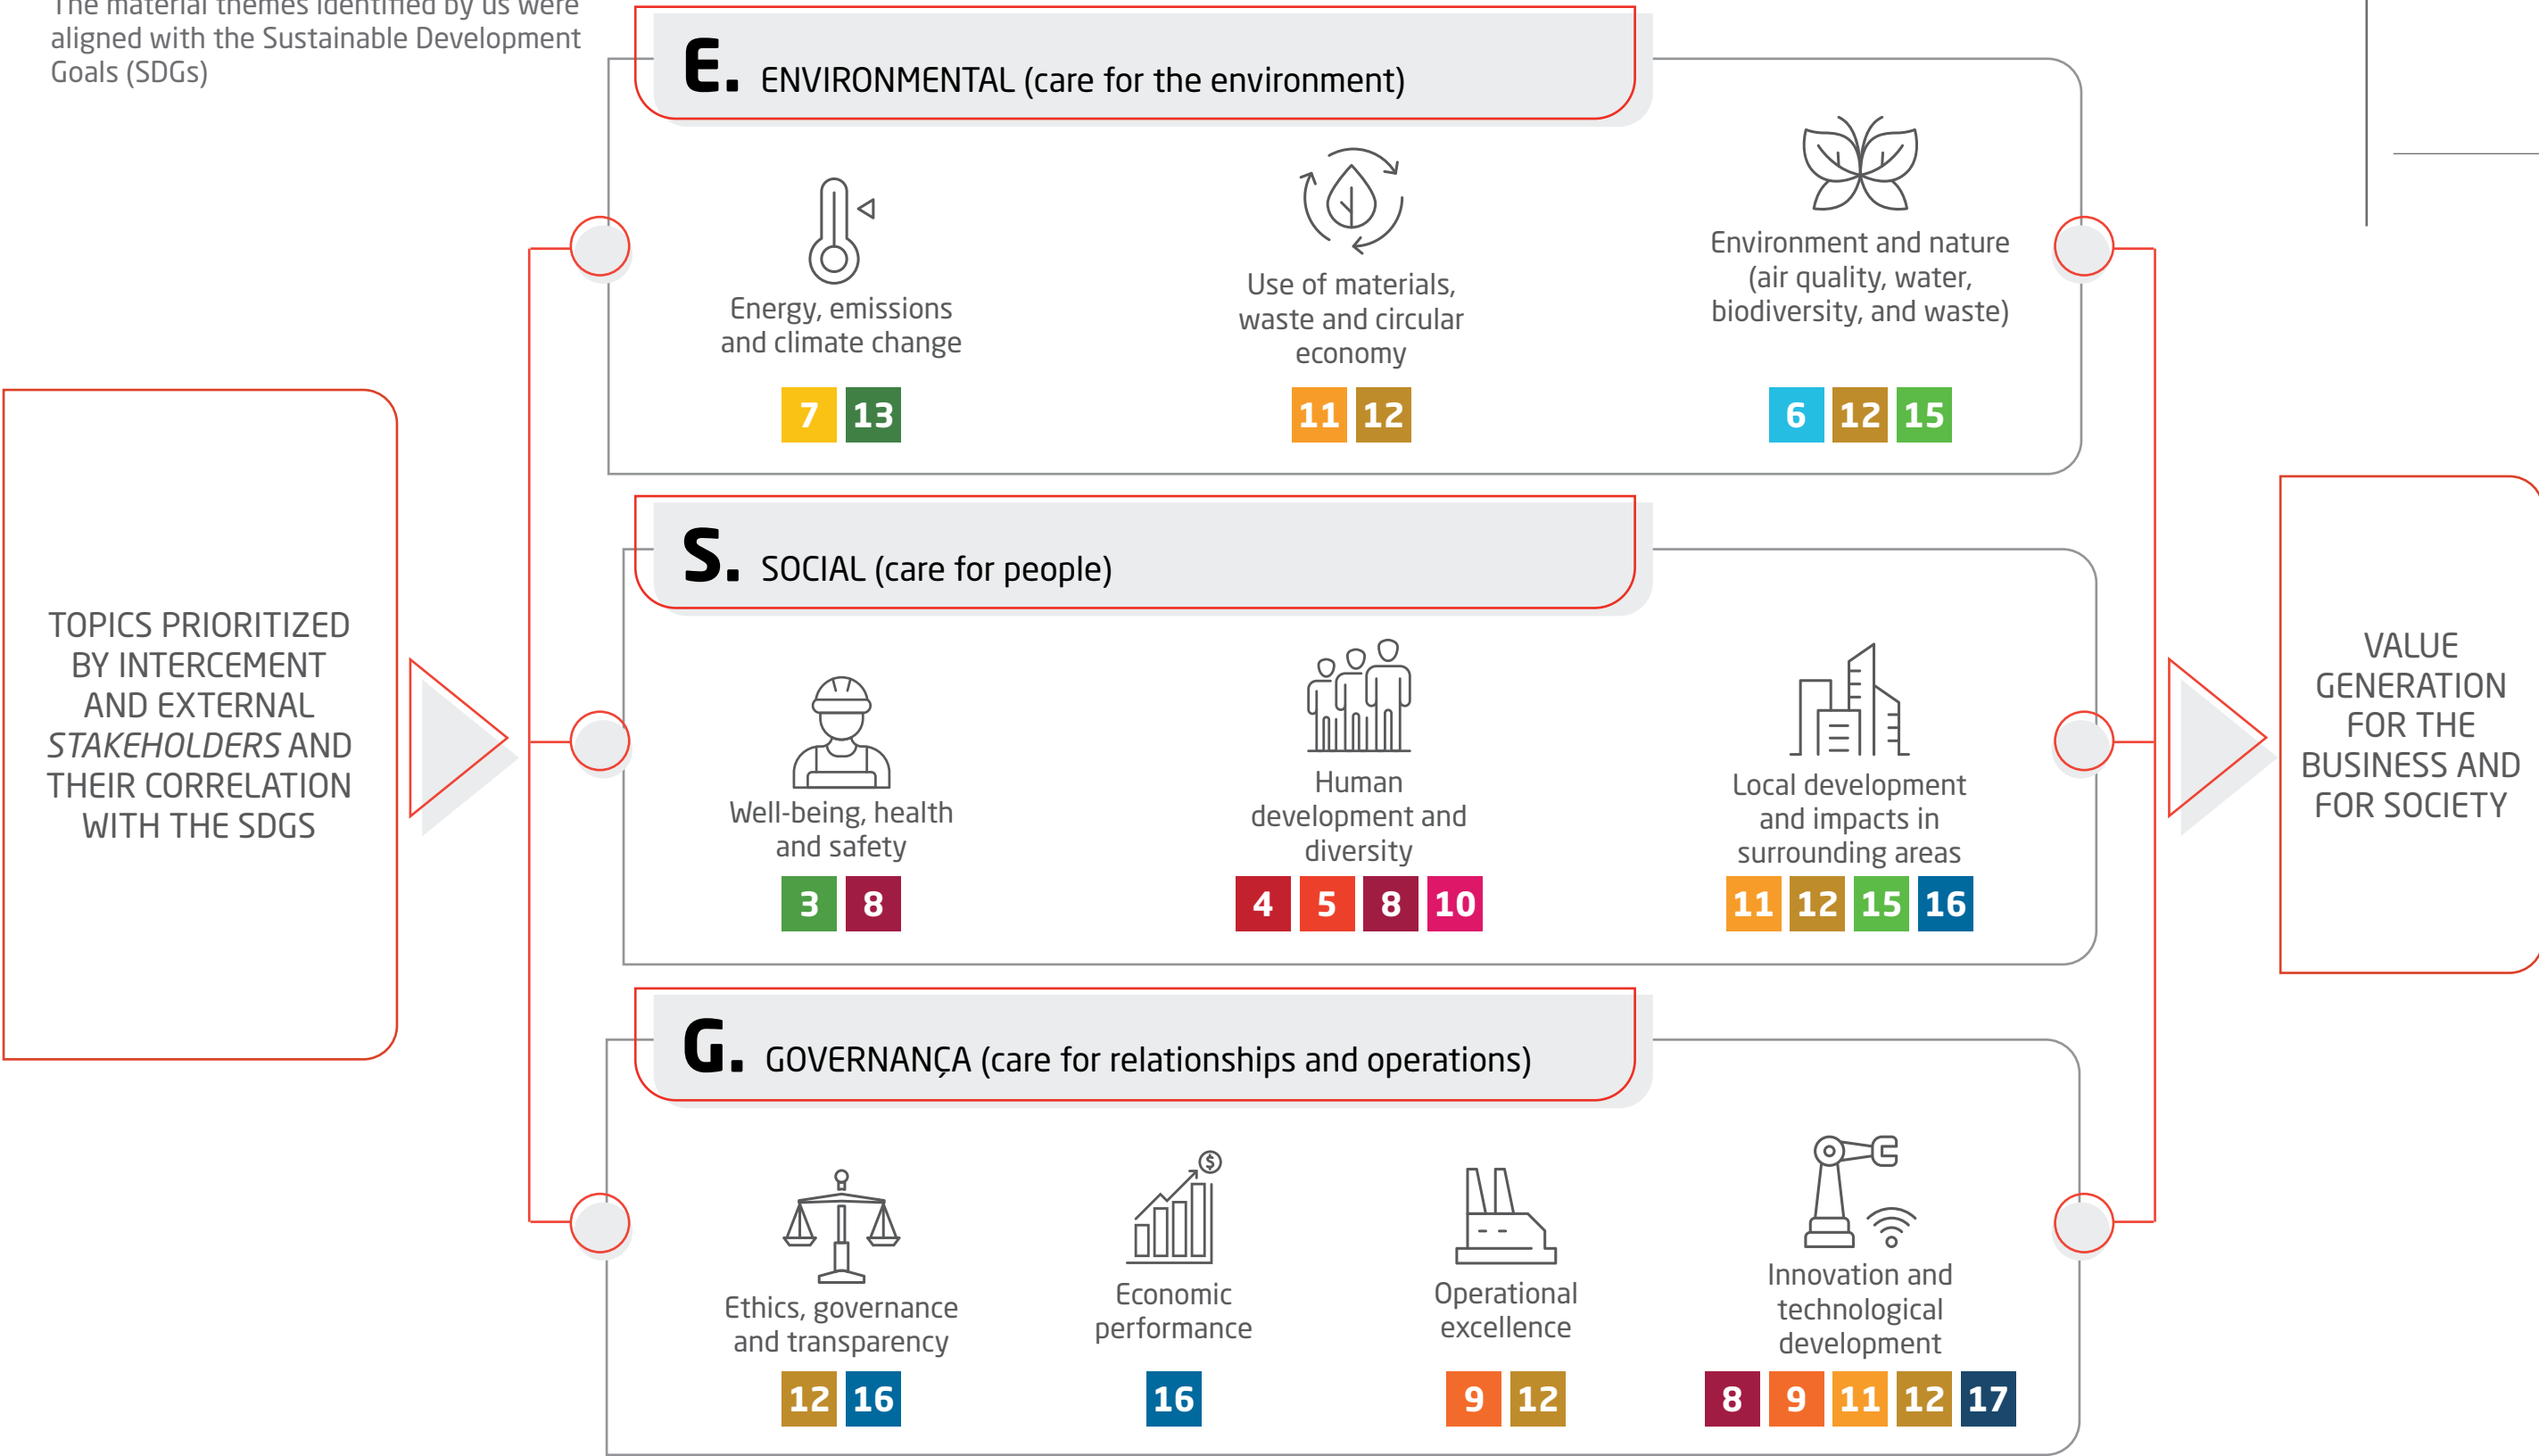 The material themes identified by us were
aligned with the Sustainable Development
Goals (SDGs)
TOPICS PRIORITIZED
BY INTERCEMENT
AND EXTERNAL
STAKEHOLDERS AND
THEIR CORRELATION
WITH THE SDGS
E. ENVIRONMENTAL (care for the environment)
Energy, emissions
and climate change
7 13
Use of materials,
waste and circular
economy
11 12
Environment and nature
(air quality, water,
biodiversity, and waste)
6 12 15
S. SOCIAL (care for people)
Well-being, health
and safety
3 8
Human
development and
diversity
4 5 8 10
Local development
and impacts in
surrounding areas
11 12 15 16
G. GOVERNANÇA (care for relationships and operations)
Ethics, governance
and transparency
12 16
Economic
performance
16
Operational
excellence
9 12
Innovation and
technological
development
8 9 11 12 17
VALUE
GENERATION
FOR THE
BUSINESS AND
FOR SOCIETY